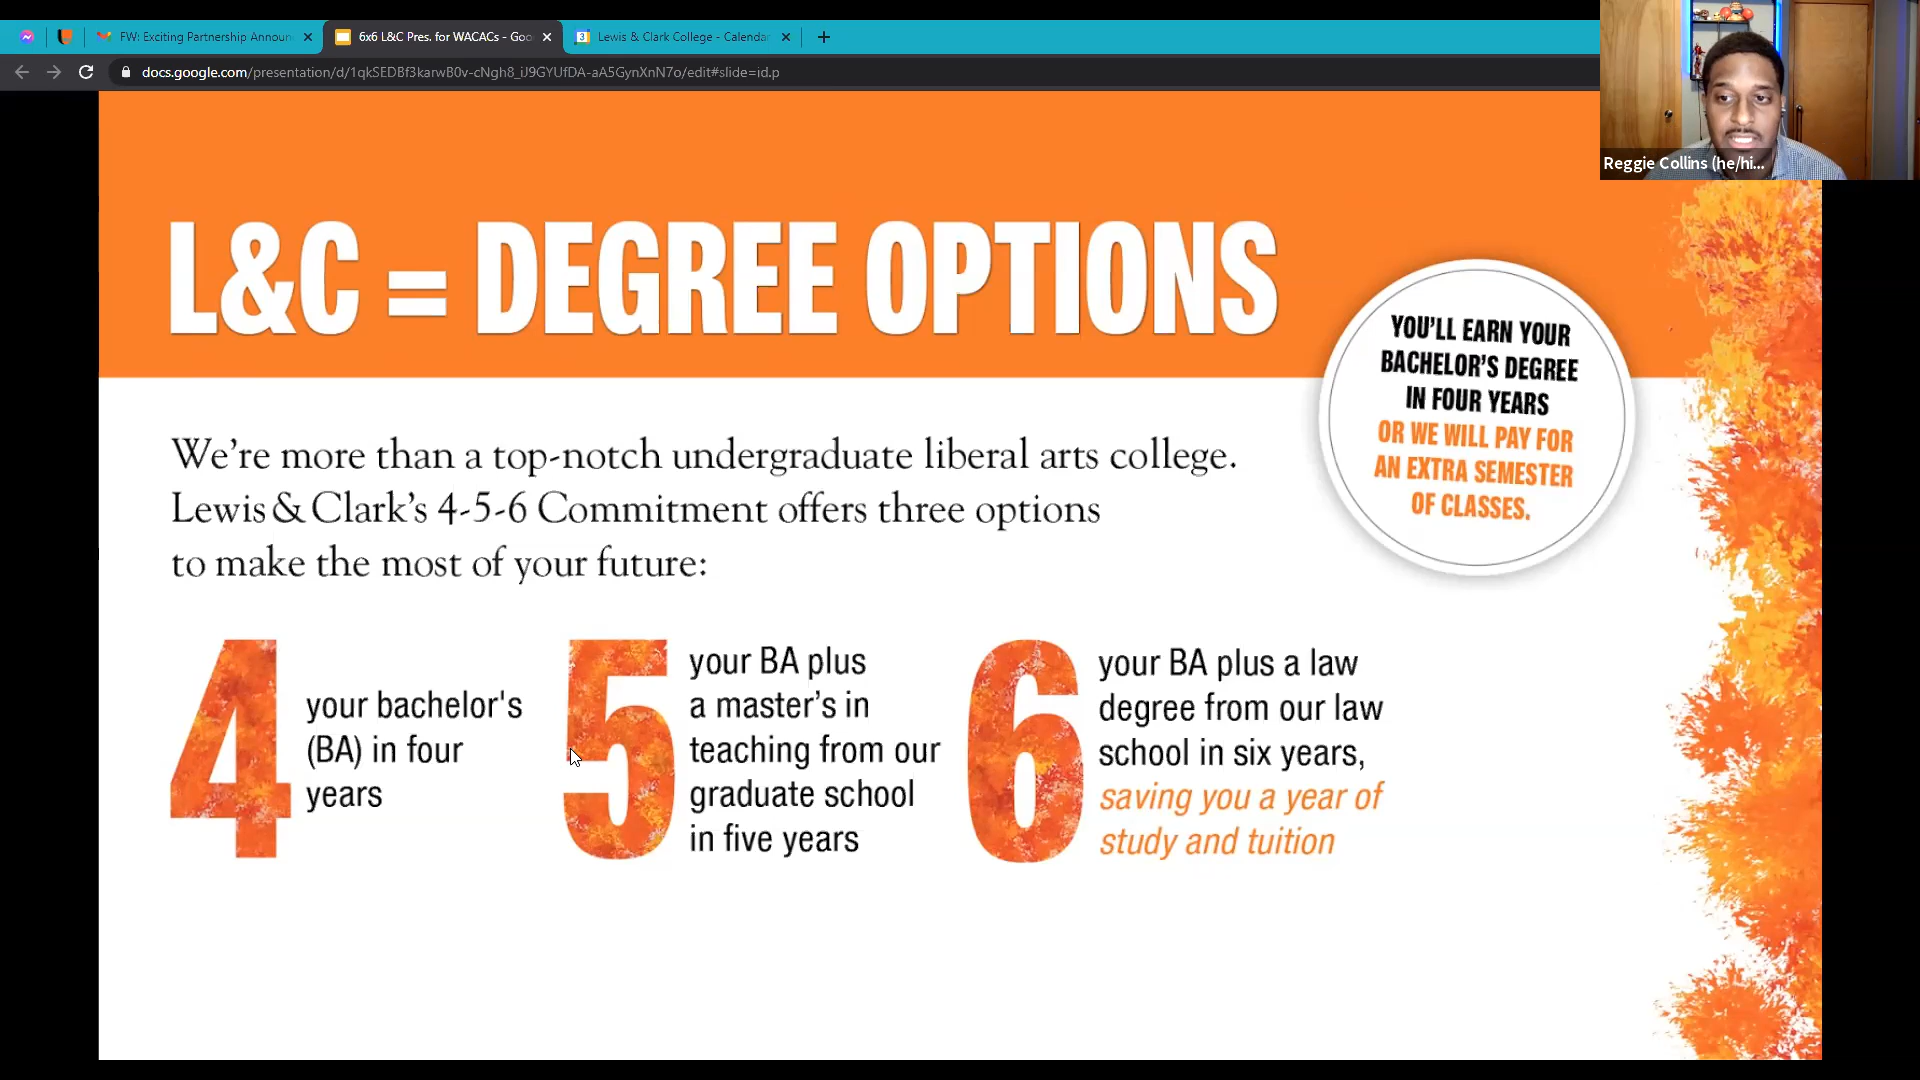 FW: Exciting Partnership Announ
6x6 L&C Pres. for WACACs - Goo
Lewis & Clark College - Calendar
docs.google.com/presentation/d/1qkSEDBf3karwB0v-cNgh8_iJ9GYUfDA-aA5GynXnN7o/edit#slide=id.p
Reggie Collins (he/hi...
L&C = DEGREE OPTIONS
YOU'LL EARN YOUR
BACHELOR'S DEGREE
IN FOUR YEARS
OR WE WILL PAY FOR
AN EXTRA SEMESTER
OF CLASSES.
We're more than a top-notch undergraduate liberal arts college.
Lewis & Clark's 4-5-6 Commitment offers three options
to make the most of your future:
4
your bachelor's
(BA) in four
years
5
your BA plus
a master's in
teaching from our
graduate school
in five years
6
your BA plus a law
degree from our law
school in six years,
saving you a year of
study and tuition